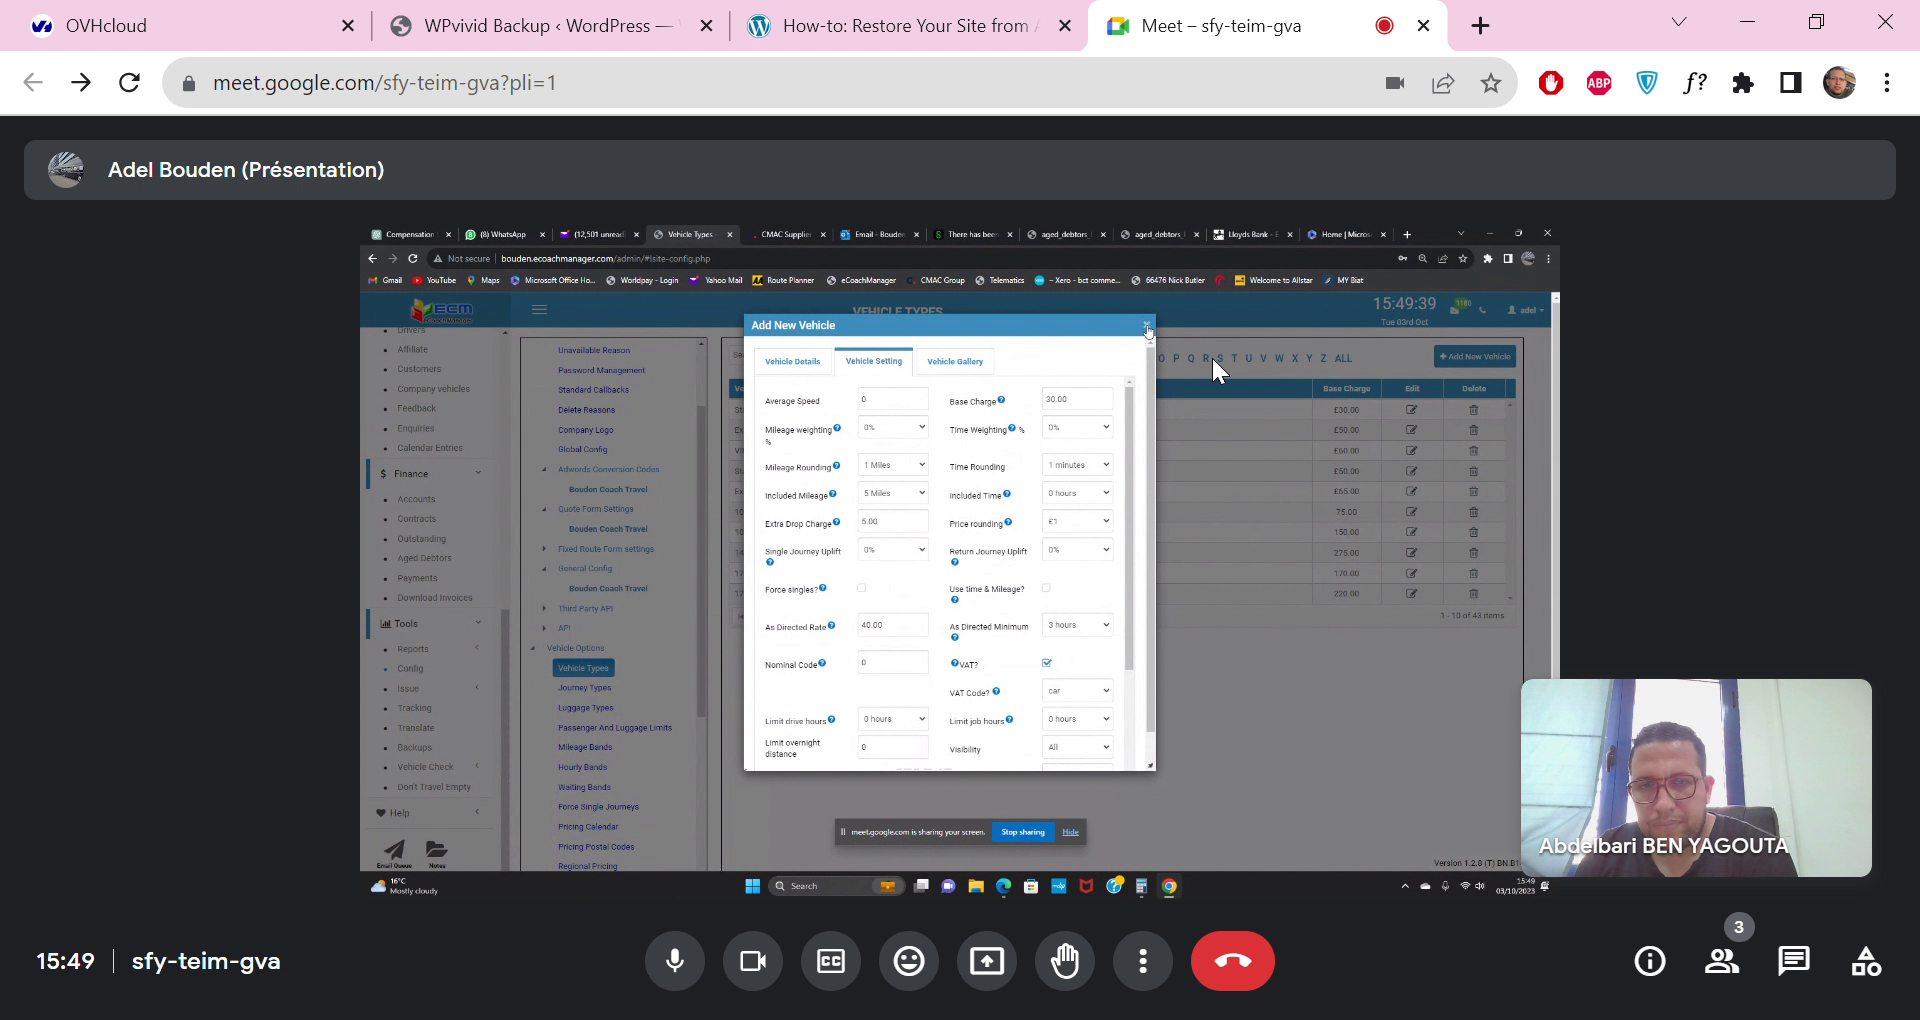 OVHcloud
WPvivid Backup ‹ WordPress —
How-to: Restore Your Site from
Meet – sfy-teim-gva
meet.google.com/sfy-teim-gva?pli=1
ABP
f?
Adel Bouden (Présentation)
Compensation
(8) WhatsApp
(12,501 unread
Vehicle Types -
CMAC Supplie
Email - Bouden
There has been
aged_debtors_
aged_debtors_
Lloyds Bank -
Home | Micros
Not secure
bouden.ecoachmanager.com/admin/#!site-config.php
Gmail
YouTube
Maps
Microsoft Office Ho...
Worldpay - Login
Yahoo Mail
Route Planner
eCoachManager
CMAC Group
Telematics
~ Xero - bct comme...
66476 Nick Butler
Welcome to Allstar
MY Biat
ECM
VEHICLE TYPES
15:49:39
Tue 03rd Oct
1180
adel
Drivers
Affiliate
Customers
Company vehicles
Feedback
Enquiries
Calendar Entries
$ Finance
Accounts
Contracts
Outstanding
Aged Debtors
Payments
Download Invoices
Tools
Reports
Config
Issue
Tracking
Translate
Backups
Vehicle Check
Don't Travel Empty
Help
Email Queue
Notes
Unavailable Reason
Password Management
Standard Callbacks
Delete Reasons
Company Logo
Global Config
Adwords Conversion Codes
Bouden Coach Travel
Quote Form Settings
Bouden Coach Travel
Fixed Route Form settings
General Config
Bouden Coach Travel
Third Party API
API
Vehicle Options
Vehicle Types
Journey Types
Luggage Types
Passenger And Luggage Limits
Mileage Bands
Hourly Bands
Waiting Bands
Force Single Journeys
Pricing Calendar
Pricing Postal Codes
Regional Pricing
Add New Vehicle
Vehicle Details
Vehicle Setting
Vehicle Gallery
Average Speed 0
Base Charge 30.00
Mileage weighting % 0%
Time Weighting % 0%
Mileage Rounding 1 Miles
Time Rounding 1 minutes
Included Mileage 5 Miles
Included Time 0 hours
Extra Drop Charge 5.00
Price rounding £1
Single Journey Uplift 0%
Return Journey Uplift 0%
Force singles?
Use time & Mileage?
As Directed Rate 40.00
As Directed Minimum 3 hours
Nominal Code 0
VAT?
VAT Code? car
Limit drive hours 0 hours
Limit job hours 0 hours
Limit overnight distance 0
Visibility All
O P Q R S T U V W X Y Z ALL
+ Add New Vehicle
Base Charge Edit Delete
£30.00
£50.00
£60.00
£50.00
£65.00
75.00
150.00
275.00
170.00
220.00
1 - 10 of 43 items
meet.google.com is sharing your screen.
Stop sharing
Hide
Version 1.2.8 (T) BN.B1
16°C
Mostly cloudy
Search
15:49
03/10/2023
Abdelbari BEN YAGOUTA
15:49
sfy-teim-gva
CC
3